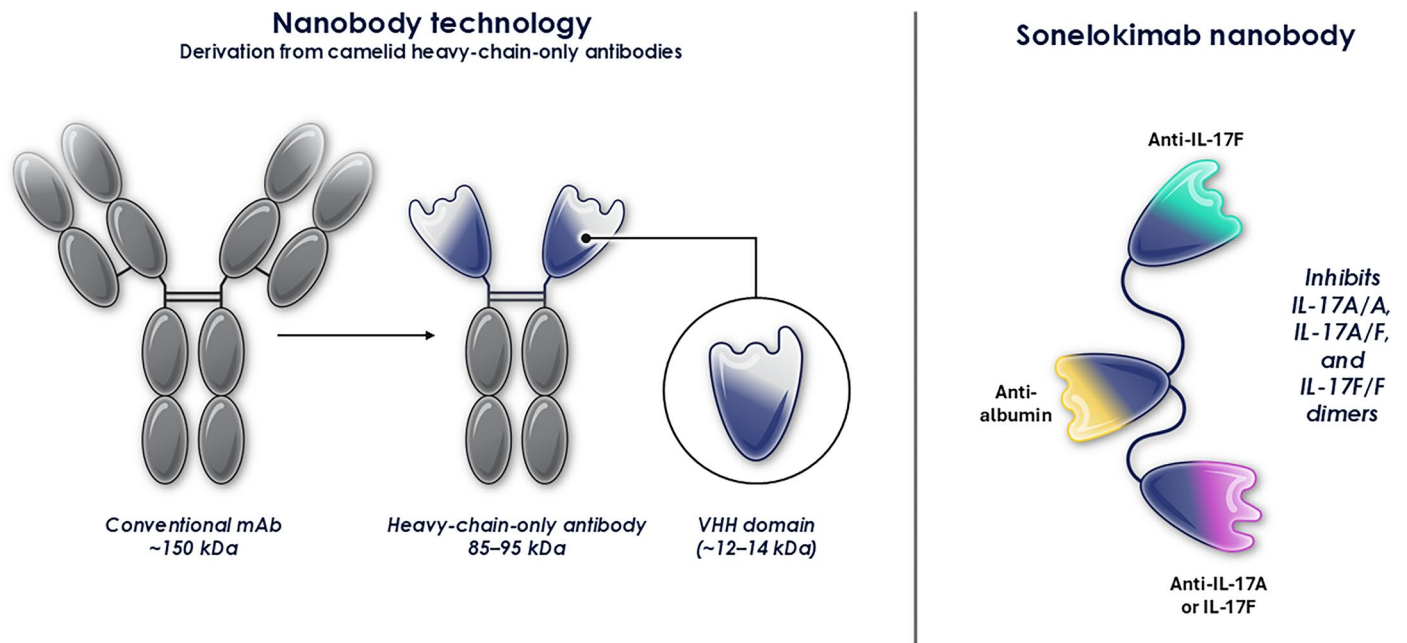 Nanobody technology
Derivation from camelid heavy-chain-only antibodies
Conventional mAb
~150 kDa
Heavy-chain-only antibody
85–95 kDa
VHH domain
(~12–14 kDa)
Sonelokimab nanobody
Anti-IL-17F
Anti-
albumin
Anti-IL-17A
or IL-17F
Inhibits
IL-17A/A,
IL-17A/F,
and
IL-17F/F
dimers